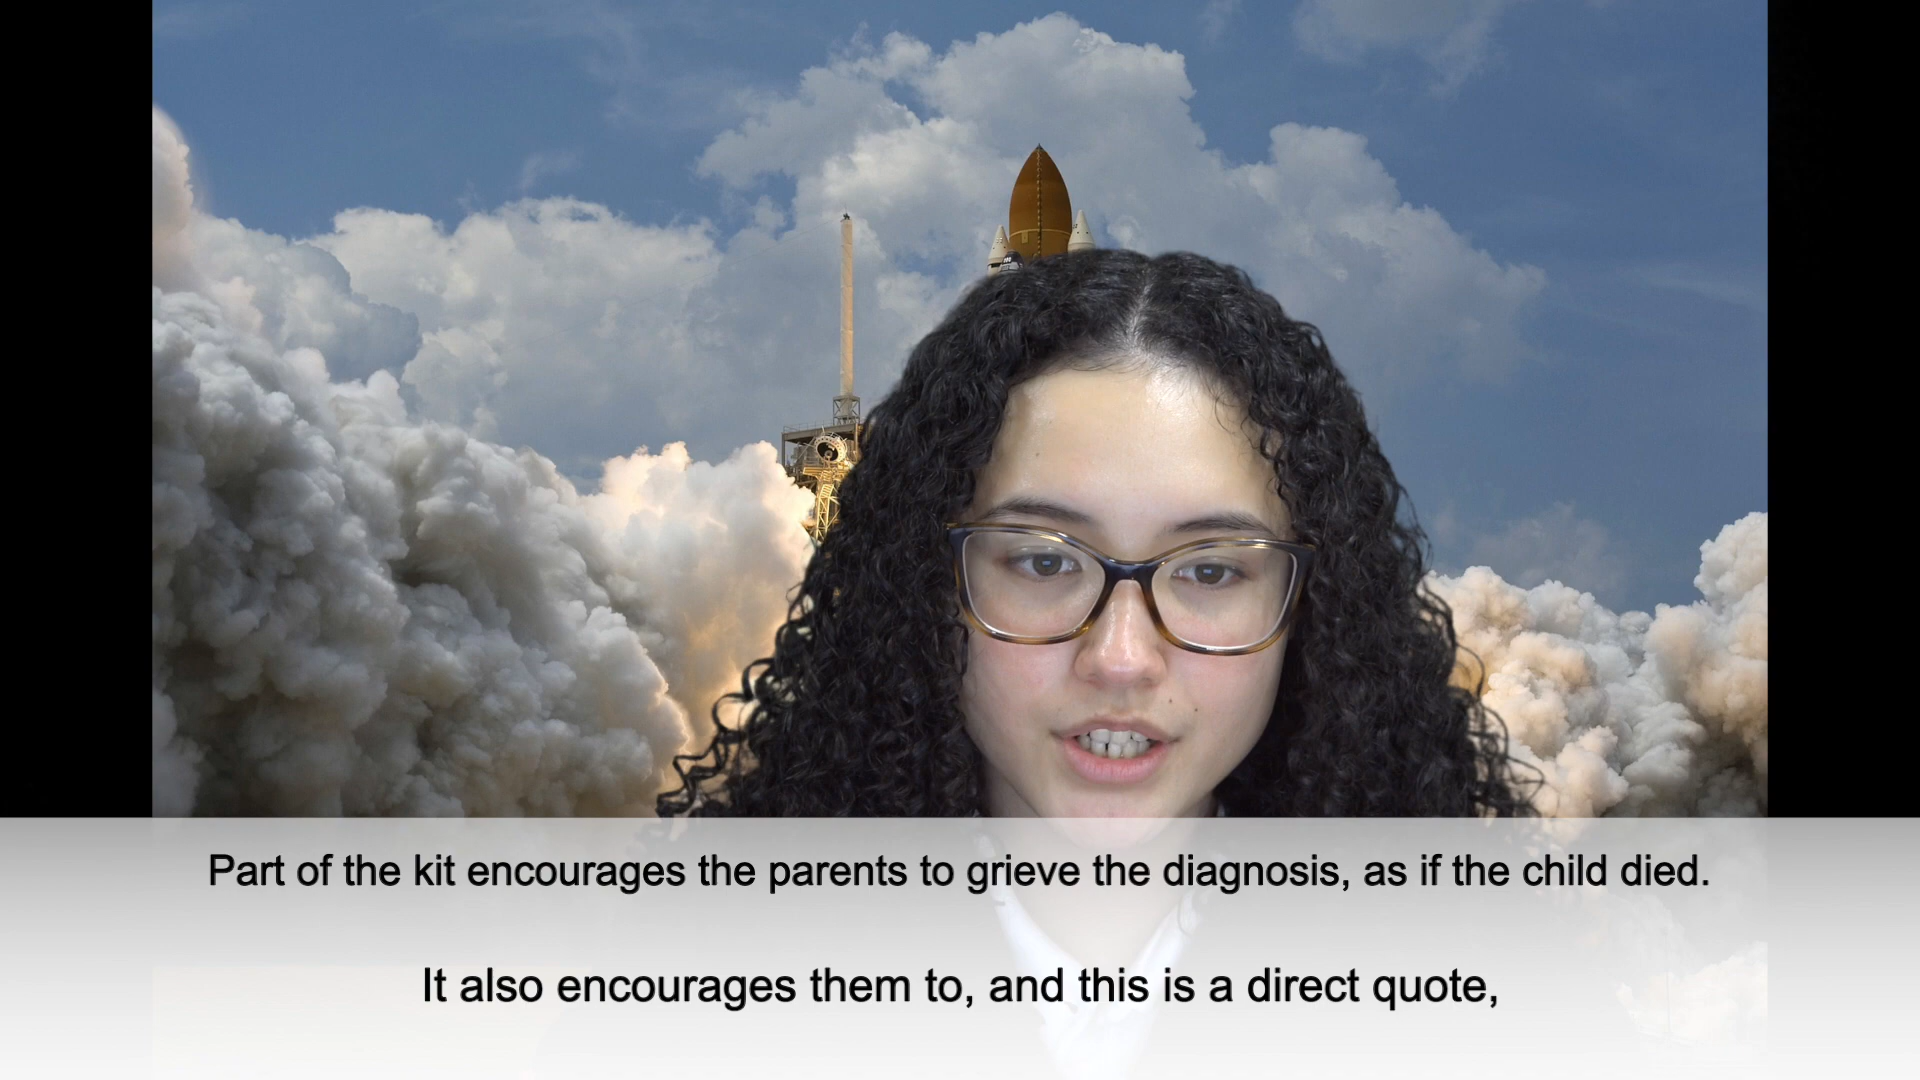 Part of the kit encourages the parents to grieve the diagnosis, as if the child died.
It also encourages them to, and this is a direct quote,